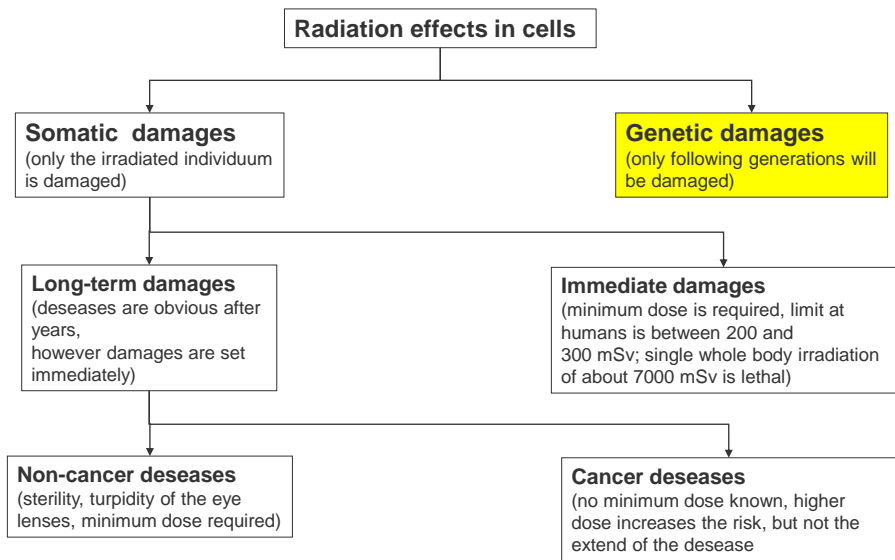 Radiation effects in cells
Somatic damages
(only the irradiated individuum
is damaged)
Genetic damages
(only following generations will
be damaged)
Long-term damages
(deseases are obvious after
years,
however damages are set
immediately)
Immediate damages
(minimum dose is required, limit at
humans is between 200 and
300 mSv; single whole body irradiation
of about 7000 mSv is lethal)
Non-cancer deseases
(sterility, turpidity of the eye
lenses, minimum dose required)
Cancer deseases
(no minimum dose known, higher
dose increases the risk, but not the
extend of the desease